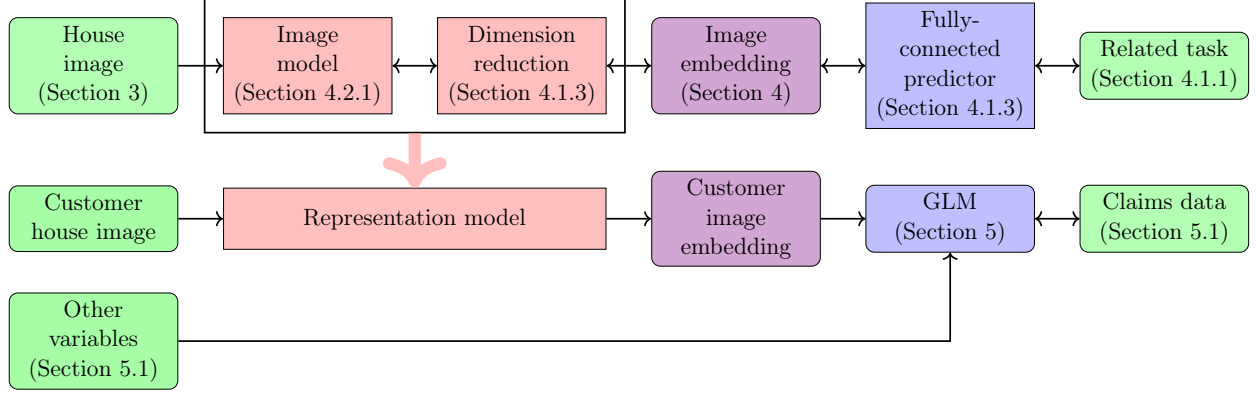 House
image
(Section 3)
Image
model
(Section 4.2.1)
Dimension
reduction
(Section 4.1.3)
Image
embedding
(Section 4)
Fully-
connected
predictor
(Section 4.1.3)
Related task
(Section 4.1.1)
Customer
house image
Representation model
Customer
image
embedding
GLM
(Section 5)
Claims data
(Section 5.1)
Other
variables
(Section 5.1)